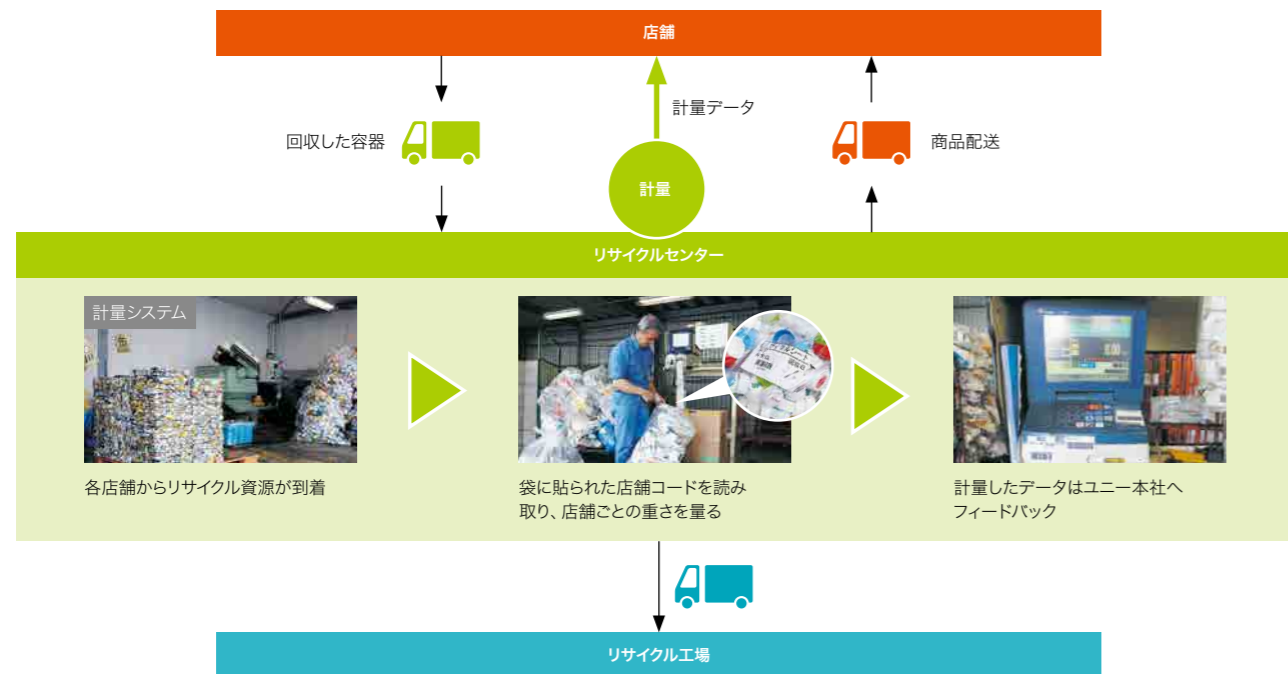 店舗
計量データ
回収した容器
商品配送
計量
リサイクルセンター
計量システム
各店舗からリサイクル資源が到着
袋に貼られた店舗コードを読み
取り、店舗ごとの重さを量る
計量したデータはユニー本社へ
フィードバック
リサイクル工場